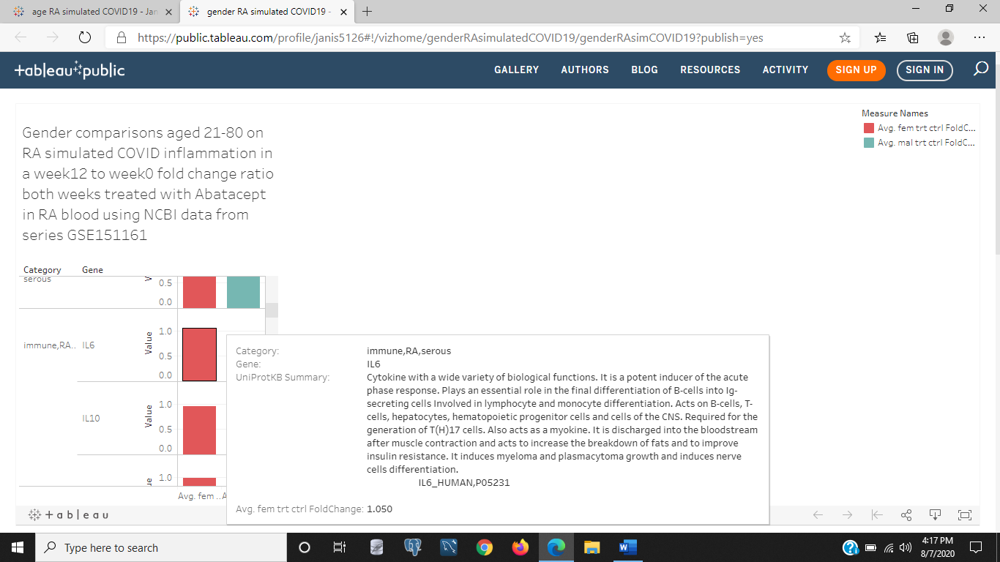 age RA simulated COVID19 - Jan
gender RA simulated COVID19 -
https://public.tableau.com/profile/janis5126#!/vizhome/genderRAsimulatedCOVID19/genderRAsimCOVID19?publish=yes
+ableau+public
GALLERY AUTHORS BLOG RESOURCES ACTIVITY SIGN UP SIGN IN
Gender comparisons aged 21-80 on
RA simulated COVID inflammation in
a week12 to week0 fold change ratio
both weeks treated with Abatacept
in RA blood using NCBI data from
series GSE151161
Measure Names
Avg. fem trt ctrl FoldC...
Avg. mal trt ctrl FoldC...
Category Gene
serous
V
0.5
0.0
immune,RA.. IL6
Value
1.0
0.5
0.0
IL10
Value
1.0
0.5
0.0
ue
1.0
Avg. fem ..A
Category: immune,RA,serous
Gene: IL6
UniProtKB Summary: Cytokine with a wide variety of biological functions. It is a potent inducer of the acute
phase response. Plays an essential role in the final differentiation of B-cells into Ig-
secreting cells Involved in lymphocyte and monocyte differentiation. Acts on B-cells, T-
cells, hepatocytes, hematopoietic progenitor cells and cells of the CNS. Required for the
generation of T(H)17 cells. Also acts as a myokine. It is discharged into the bloodstream
after muscle contraction and acts to increase the breakdown of fats and to improve
insulin resistance. It induces myeloma and plasmacytoma growth and induces nerve
cells differentiation.
IL6_HUMAN,P05231
Avg. fem trt ctrl FoldChange: 1.050
+ a b l e a u
Type here to search
4:17 PM
8/7/2020